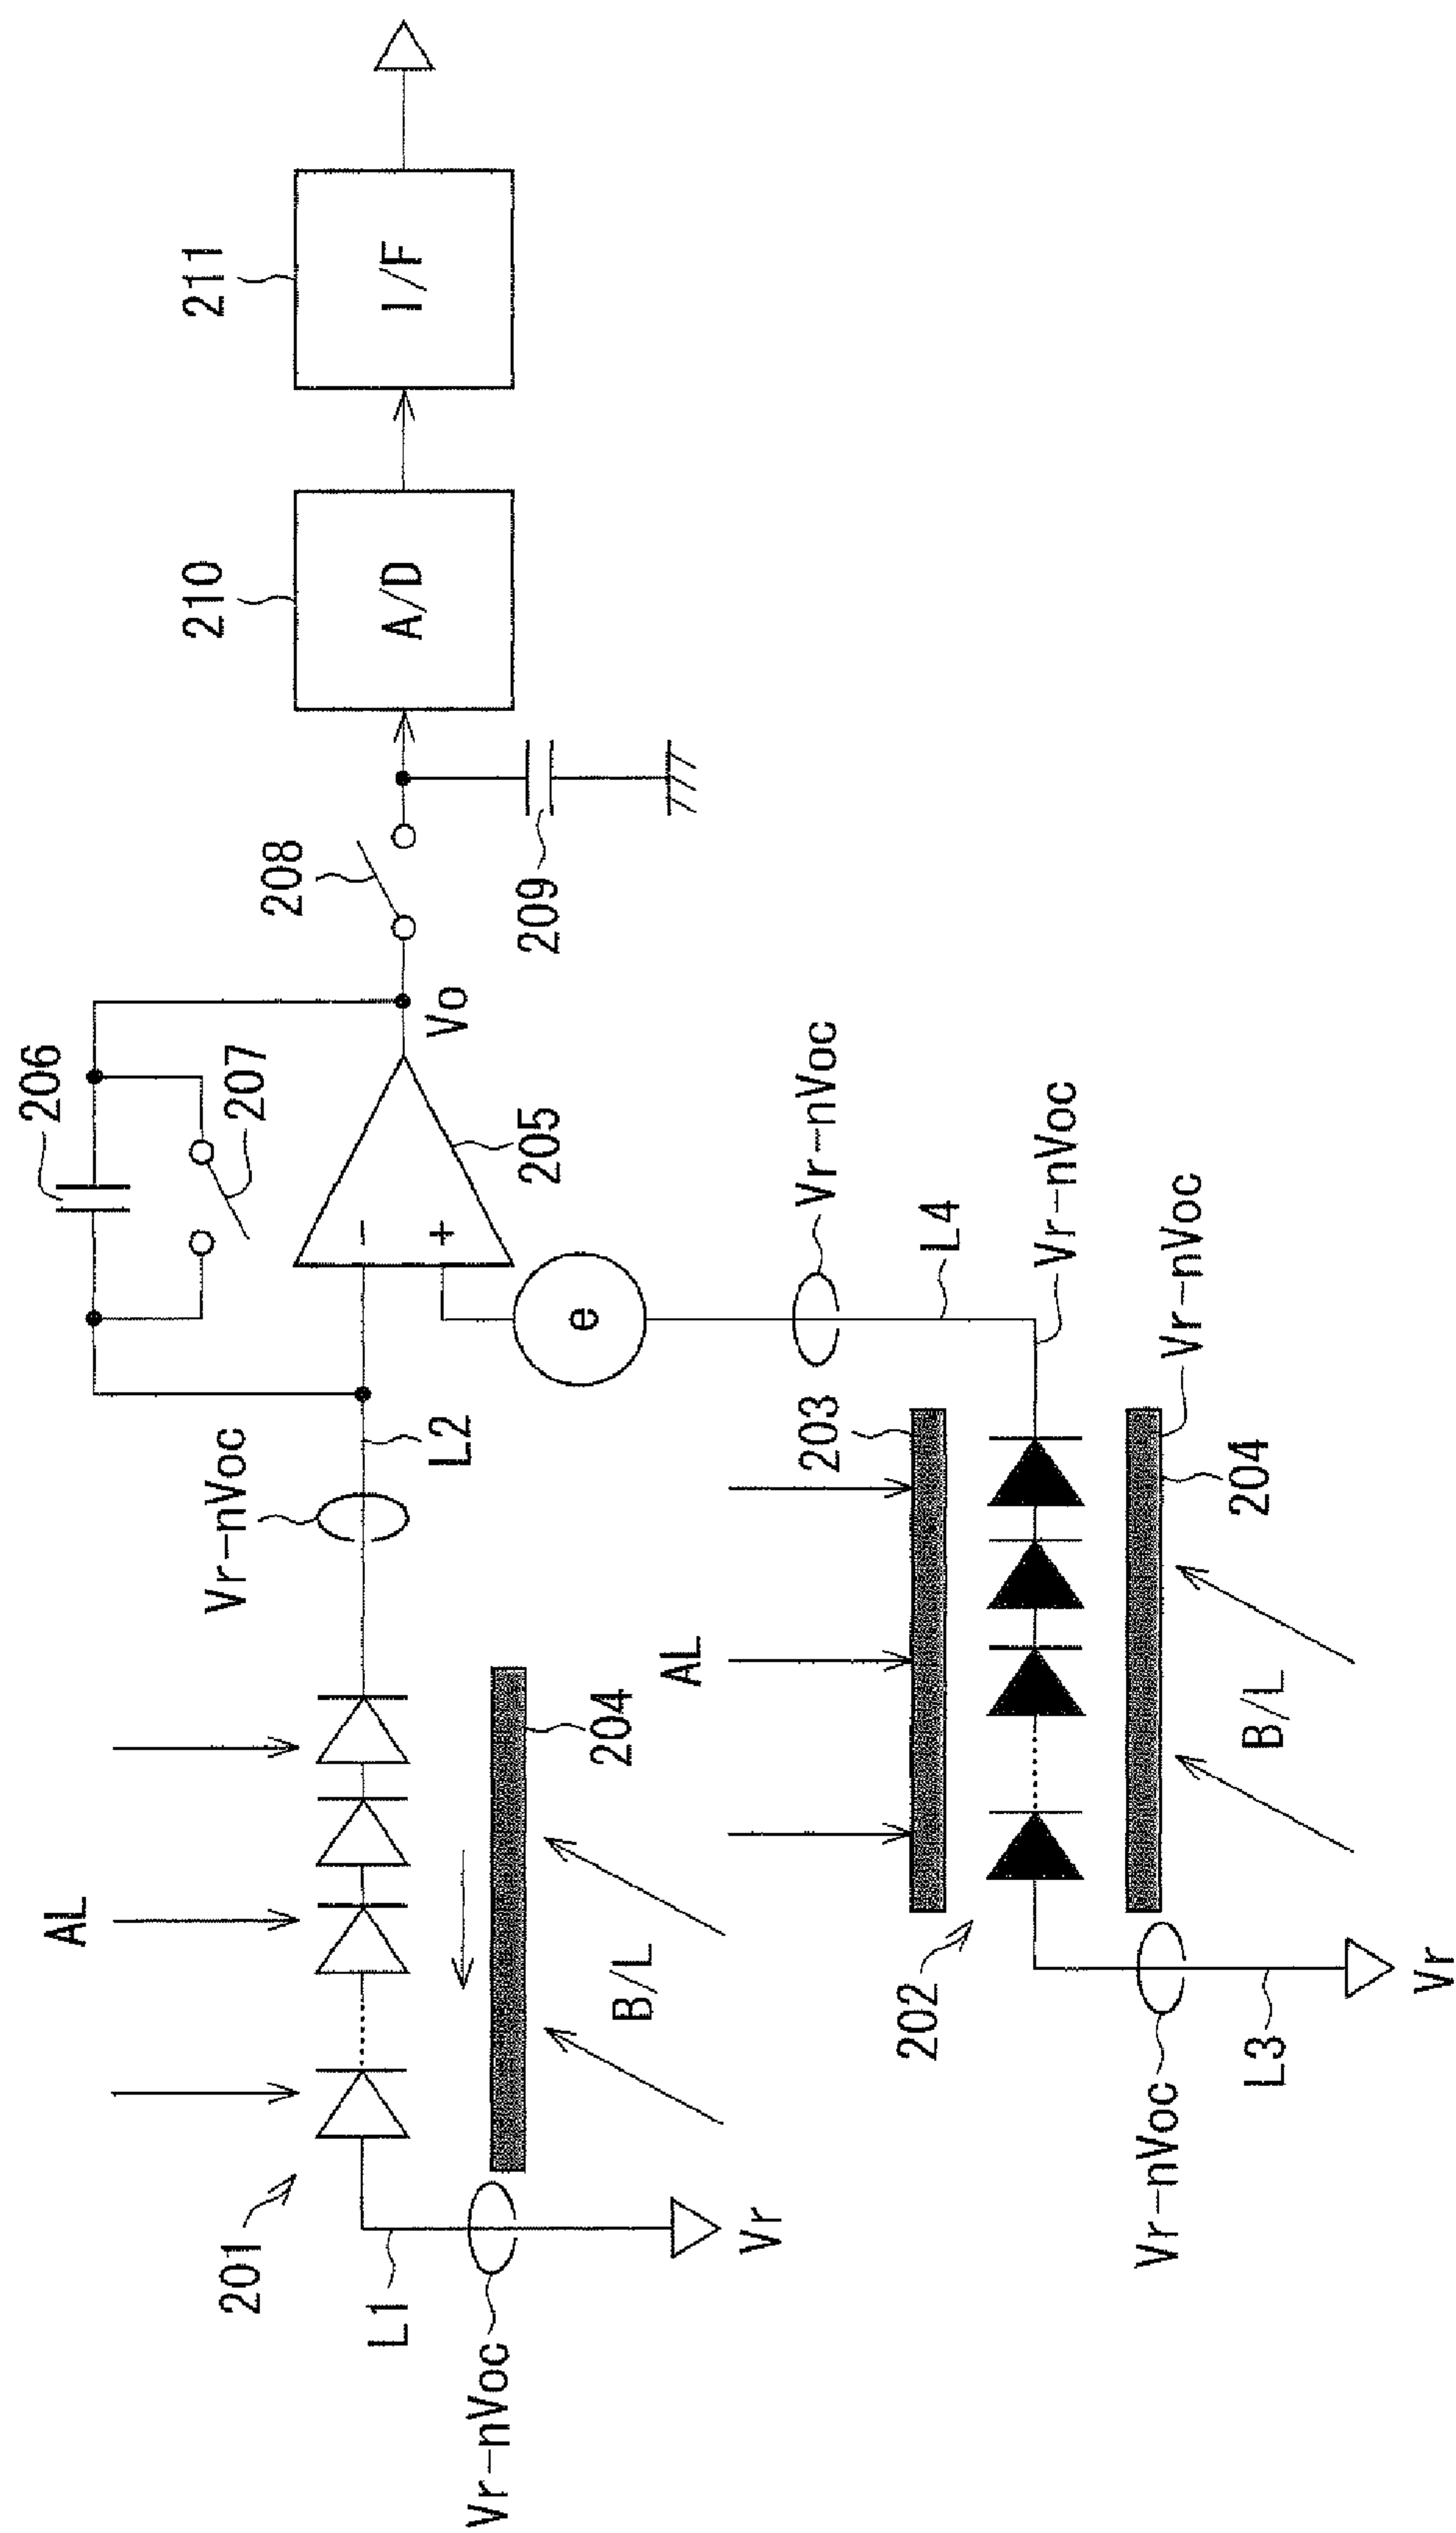 206
207
Vr-nVoc
L2
AL
201
L1
Vr-nVoc
Vr
B/L
204
-
+
205
Vo
208
209
210
A/D
211
I/F
e
Vr-nVoc
L4
Vr-nVoc
Vr-nVoc
203
AL
204
B/L
202
Vr-nVoc
L3
Vr